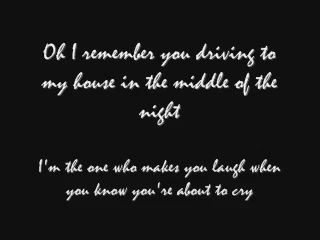 Oh I remember you driving to
my house in the middle of the
night
I'm the one who makes you laugh when
you know you're about to cry